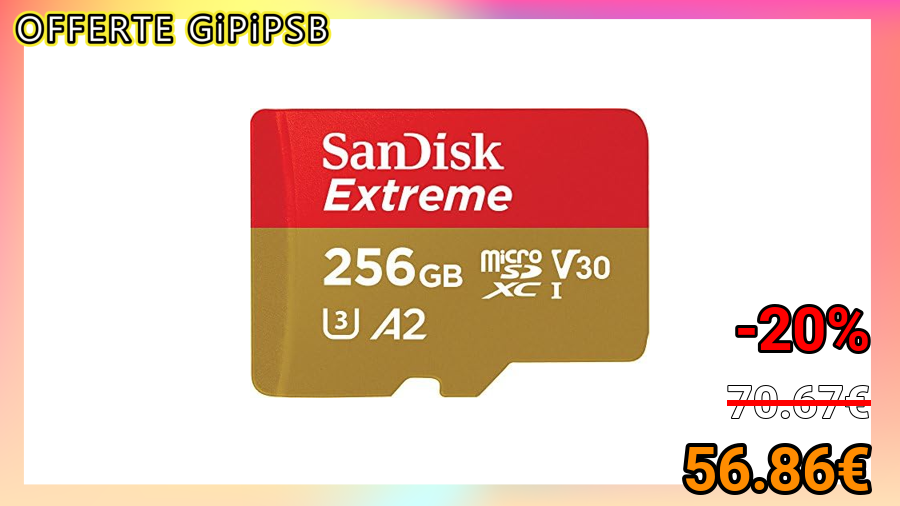 OFFERTE GiPiPSB
SanDisk
Extreme
256GB micro SD XC I V30
U3 A2
-20%
70.67€
56.86€